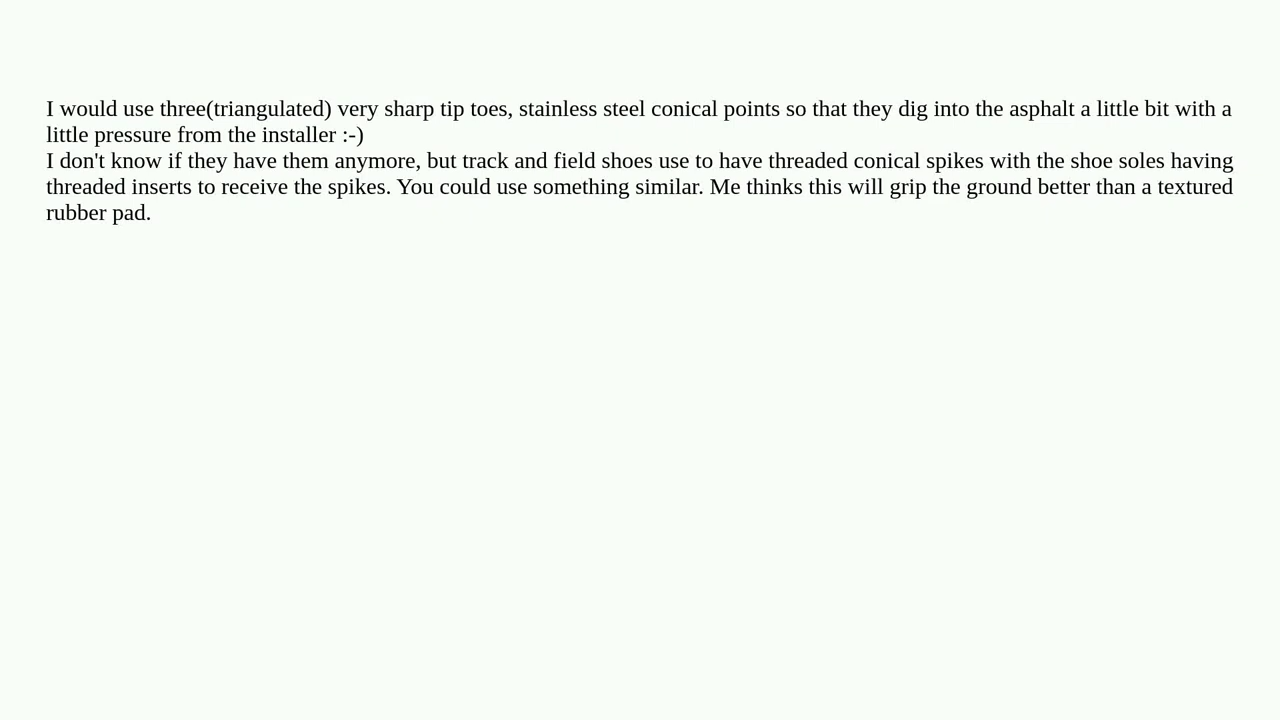 I would use three(triangulated) very sharp tip toes, stainless steel conical points so that they dig into the asphalt a little bit with a
little pressure from the installer :-)
I don't know if they have them anymore, but track and field shoes use to have threaded conical spikes with the shoe soles having
threaded inserts to receive the spikes. You could use something similar. Me thinks this will grip the ground better than a textured
rubber pad.